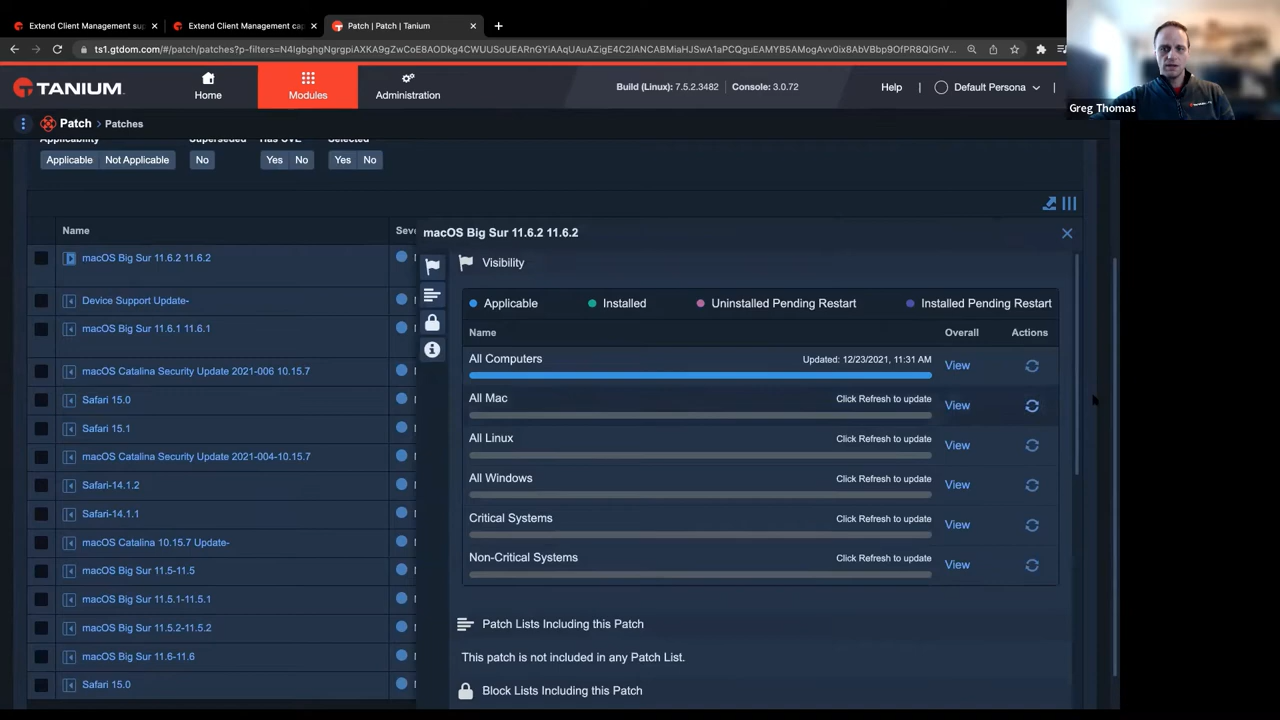 Extend Client Management su
Extend Client Management ca
Patch | Patch | Tanium
ts1.gtdom.com/#/patch/patches?p-filters=
TANIUM
Home
Modules
Administration
Build (Linux): 7.5.2.3482
Console: 3.0.72
Help
Default Persona
Greg Thomas
Patch > Patches
Applicability
Superseded
Has CVE
Selected
Applicable
Not Applicable
No
Yes
No
Yes
No
Name
Seve
macOS Big Sur 11.6.2 11.6.2
Device Support Update-
macOS Big Sur 11.6.1 11.6.1
macOS Catalina Security Update 2021-006 10.15.7
Safari 15.0
Safari 15.1
macOS Catalina Security Update 2021-004-10.15.7
Safari-14.1.2
Safari-14.1.1
macOS Catalina 10.15.7 Update-
macOS Big Sur 11.5-11.5
macOS Big Sur 11.5.1-11.5.1
macOS Big Sur 11.5.2-11.5.2
macOS Big Sur 11.6-11.6
Safari 15.0
macOS Big Sur 11.6.2 11.6.2
Visibility
Applicable
Installed
Uninstalled Pending Restart
Installed Pending Restart
Name
Overall
Actions
All Computers
Updated: 12/23/2021, 11:31 AM
View
All Mac
Click Refresh to update
View
All Linux
Click Refresh to update
View
All Windows
Click Refresh to update
View
Critical Systems
Click Refresh to update
View
Non-Critical Systems
Click Refresh to update
View
Patch Lists Including this Patch
This patch is not included in any Patch List.
Block Lists Including this Patch